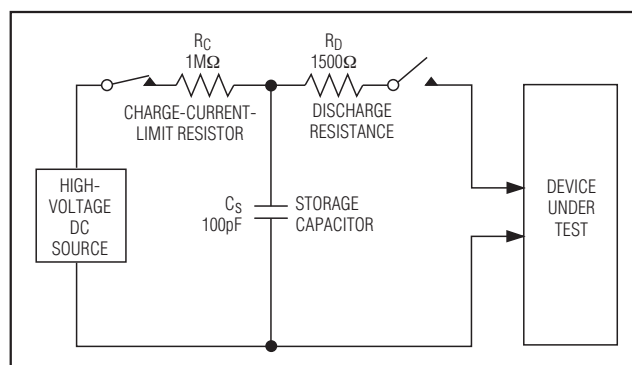 RC
1MΩ
CHARGE-CURRENT-
LIMIT RESISTOR
RD
1500Ω
DISCHARGE
RESISTANCE
HIGH-
VOLTAGE
DC
SOURCE
CS
100pF
STORAGE
CAPACITOR
DEVICE
UNDER
TEST